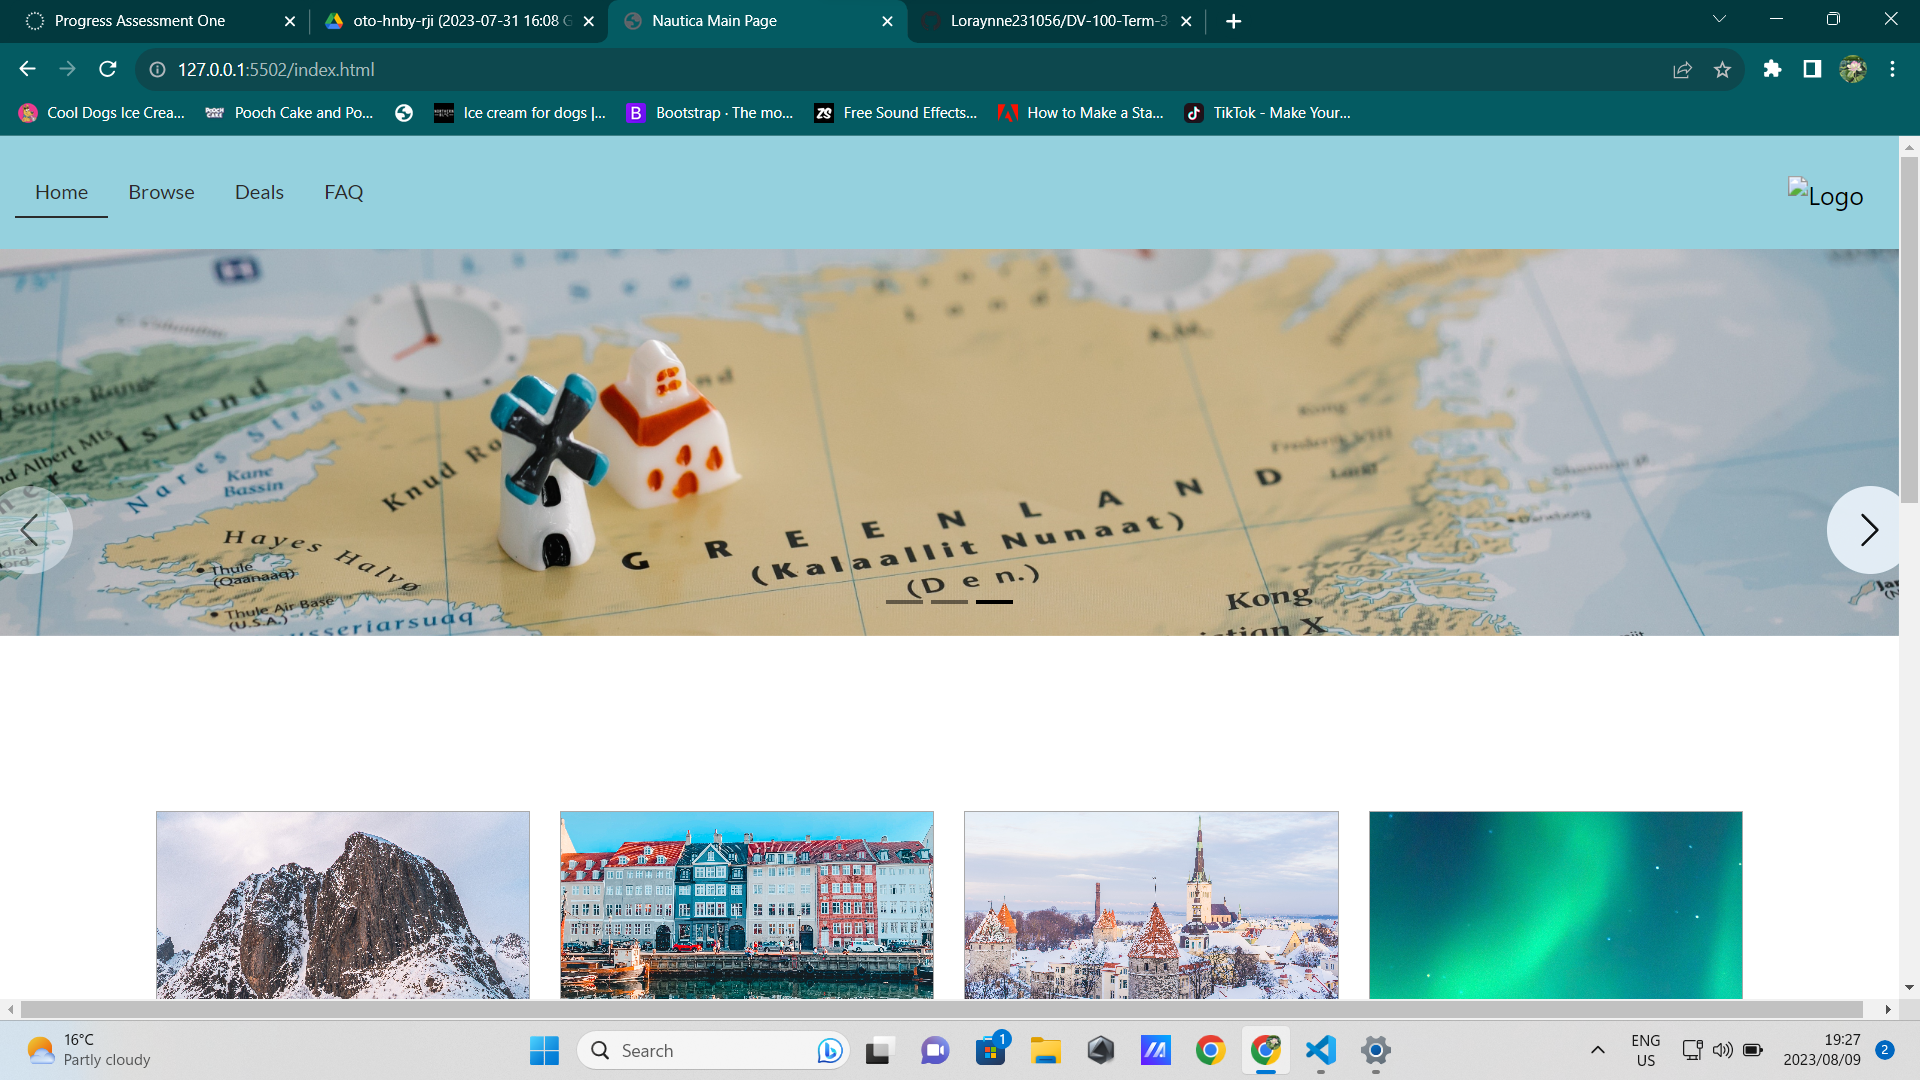 Progress Assessment One
oto-hnby-rji (2023-07-31 16:08 G
Nautica Main Page
Loraynne231056/DV-100-Term-3
127.0.0.1:5502/index.html
Cool Dogs Ice Crea...
Pooch Cake and Po...
Ice cream for dogs |...
Bootstrap · The mo...
Free Sound Effects...
How to Make a Sta...
TikTok - Make Your...
Home
Browse
Deals
FAQ
Logo
Albert Mts
Nares Strait
Kane
Bassin
Knud
Hayes Halvø
Thule
(Qaanaaq)
Thule Air Base
(U.S.A.)
GREENLAND
(Kalaallit Nunaat)
(Den.)
Kong
X
16°C
Partly cloudy
Search
1
ENG
US
19:27
2023/08/09
2